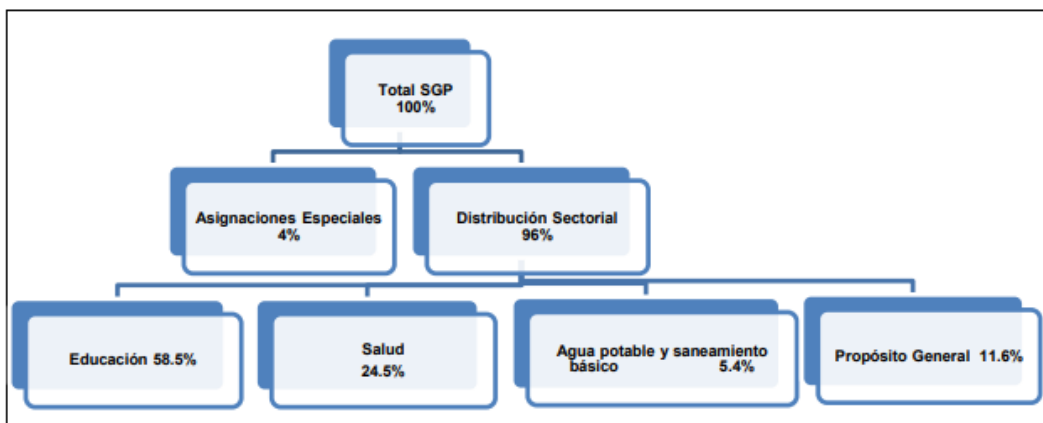 Total SGP
100%
Asignaciones Especiales
4%
Distribución Sectorial
96%
Educación 58.5%
Salud
24.5%
Agua potable y saneamiento
básico 5.4%
Propósito General 11.6%